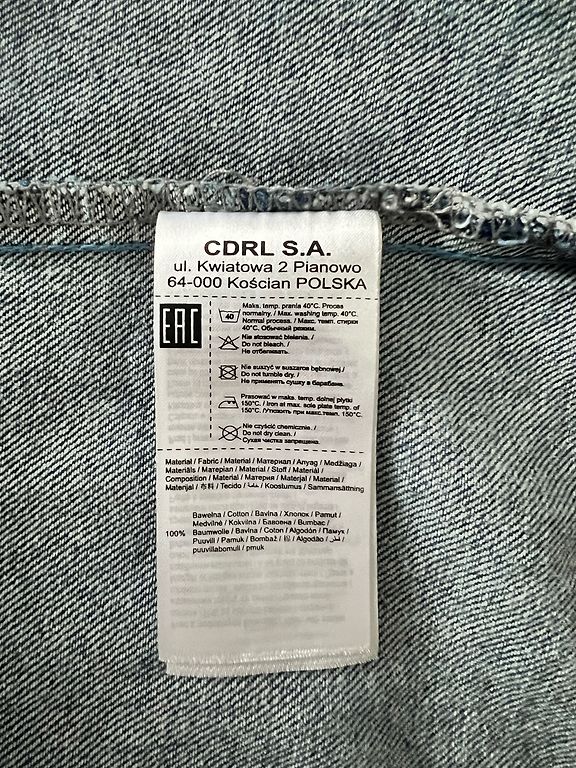 CDRL S.A.
ul. Kwiatowa 2 Pianowo
64-000 Kościan POLSKA
EAC
40
Maks. temp. prania 40°C. Proces
normalny. / Max. washing temp. 40°C.
Normal process. / Макс. темп. стирки
40°C. Обычный режим.
Nie stosować bielenia. /
Do not bleach. /
Не отбеливать.
Nie suszyć w suszarce bębnowej /
Do not tumble dry. /
Не применять сушку в барабане.
Prasować w maks. temp. dolnej płytki
150°C. / Iron at max. sole plate temp. of
150°C. /Утюжить при макс.темп. 150°C.
Nie czyścić chemicznie. /
Do not dry clean. /
Сухая чистка запрещена.
Material / Fabric / Material / Материал / Anyag / Medžiaga /
Materiāls / Матеріал / Material / Stoff / Materiál /
Composition / Material / Материя / Materjal / Material /
Materijal / 布料 / Tecido / / Koostumus / Sammansättning
Bawełna / Cotton / Bavlna / Хлопок / Pamut /
Medvilnė / Kokvilna / Бавовна / Bumbac /
100% Baumwolle / Bavlna / Coton / Algodón / Памук /
Puuvill / Pamuk / Bombaž / / Algodão / قطن /
puuvillabomull / pmuk